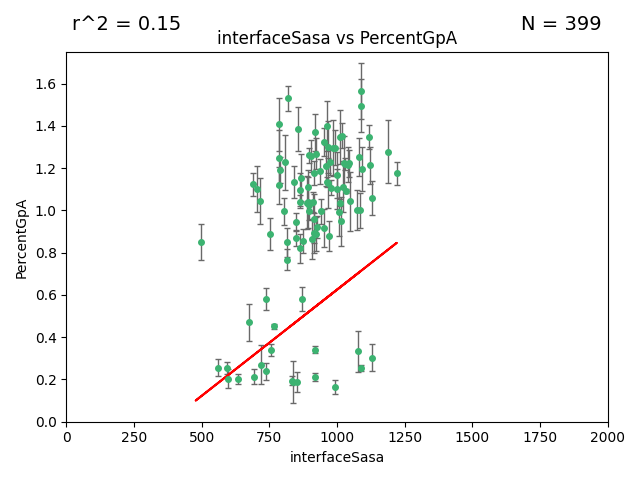 r^2 = 0.15
N = 399
interfaceSasa vs PercentGpA
PercentGpA
1.6
1.4
1.2
1.0
0.8
0.6
0.4
0.2
0.0
0 250 500 750 1000 1250 1500 1750 2000
interfaceSasa